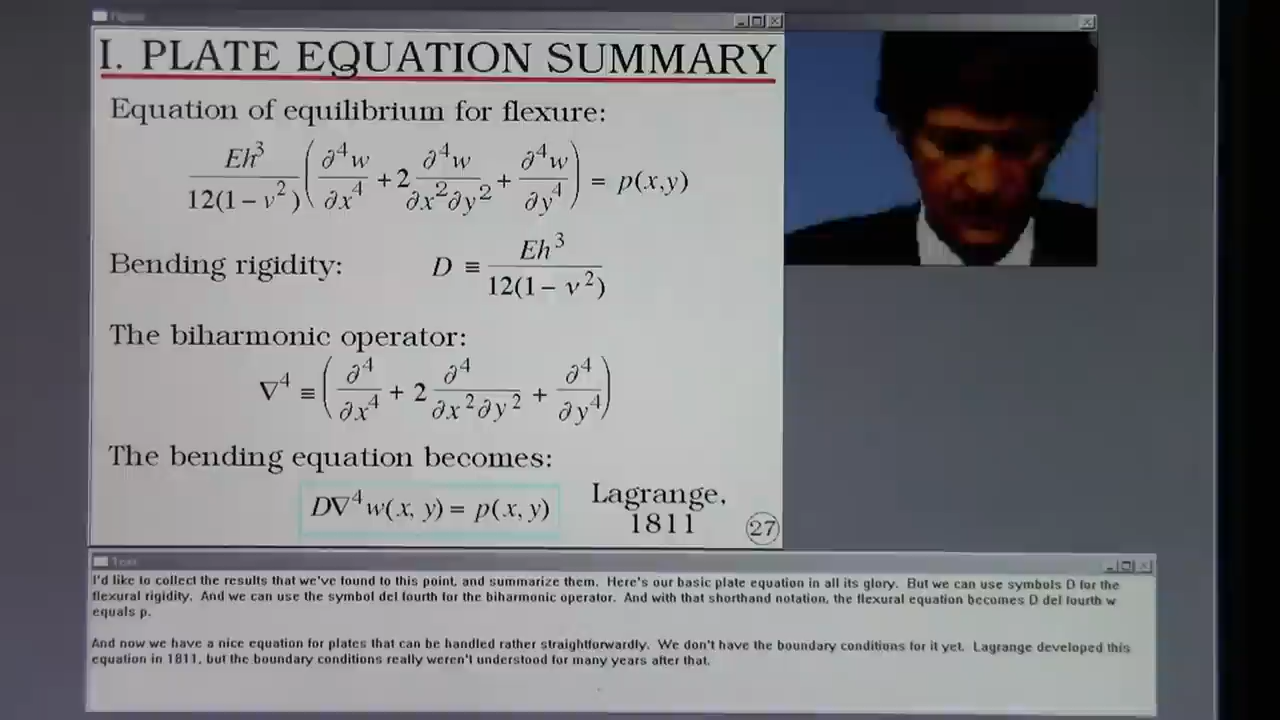 I. PLATE EQUATION SUMMARY
Equation of equilibrium for flexure:
Eh³/12(1 − ν²) (∂⁴w/∂x⁴ + 2 ∂⁴w/∂x²∂y² + ∂⁴w/∂y⁴) = p(x,y)
Bending rigidity: D ≡ Eh³/12(1 − ν²)
The biharmonic operator:
∇⁴ ≡ (∂⁴/∂x⁴ + 2 ∂⁴/∂x²∂y² + ∂⁴/∂y⁴)
The bending equation becomes:
D∇⁴w(x, y) = p(x, y)
Lagrange,
1811
27
Text
I'd like to collect the results that we've found to this point, and summarize them. Here's our basic plate equation in all its glory. But we can use symbols D for the
flexural rigidity. And we can use the symbol del fourth for the biharmonic operator. And with that shorthand notation, the flexural equation becomes D del fourth w
equals p.
And now we have a nice equation for plates that can be handled rather straightforwardly. We don't have the boundary conditions for it yet. Lagrange developed this
equation in 1811, but the boundary conditions really weren't understood for many years after that.